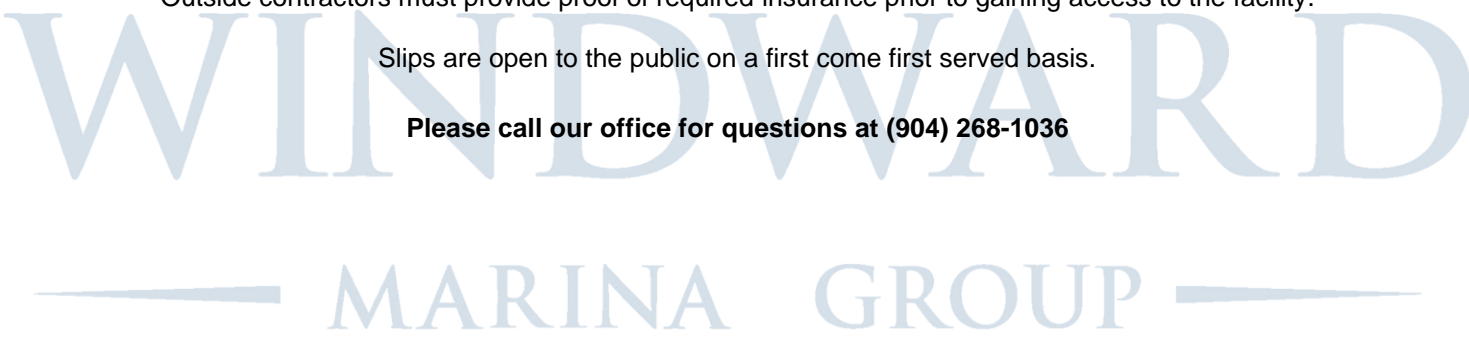 Outside contractors must provide proof of required insurance prior to gaining access to the facility.
Slips are open to the public on a first come first served basis.
Please call our office for questions at (904) 268-1036
WINDWARD
MARINA GROUP